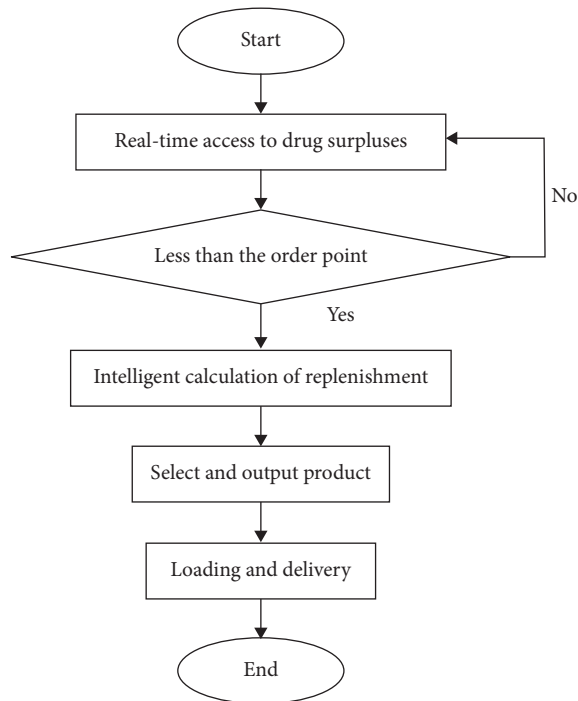 Start
Real-time access to drug surpluses
No
Less than the order point
Yes
Intelligent calculation of replenishment
Select and output product
Loading and delivery
End